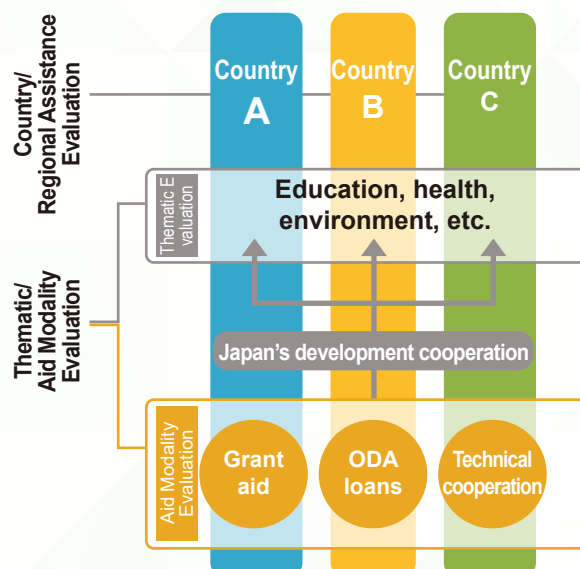 Country/
Regional Assistance
Evaluation
Country
A
Country
B
Country
C
Thematic/
Aid Modality
Evaluation
Thematic E
valuation
Education, health,
environment, etc.
Japan's development cooperation
Aid Modality
Evaluation
Grant
aid
ODA
loans
Technical
cooperation